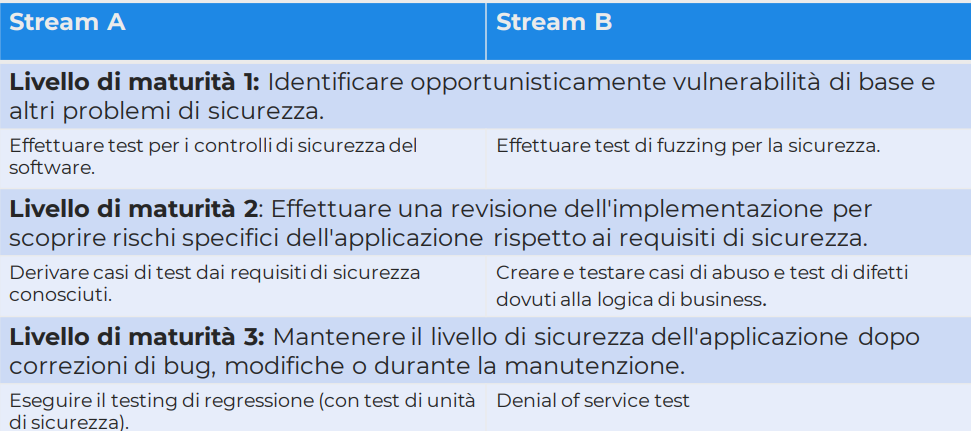 Stream A
Stream B
Livello di maturità 1: Identificare opportunisticamente vulnerabilità di base e
altri problemi di sicurezza.
Effettuare test per i controlli di sicurezza del
software.
Effettuare test di fuzzing per la sicurezza.
Livello di maturità 2: Effettuare una revisione dell'implementazione per
scoprire rischi specifici dell'applicazione rispetto ai requisiti di sicurezza.
Derivare casi di test dai requisiti di sicurezza
conosciuti.
Creare e testare casi di abuso e test di difetti
dovuti alla logica di business.
Livello di maturità 3: Mantenere il livello di sicurezza dell'applicazione dopo
correzioni di bug, modifiche o durante la manutenzione.
Eseguire il testing di regressione (con test di unità
di sicurezza).
Denial of service test